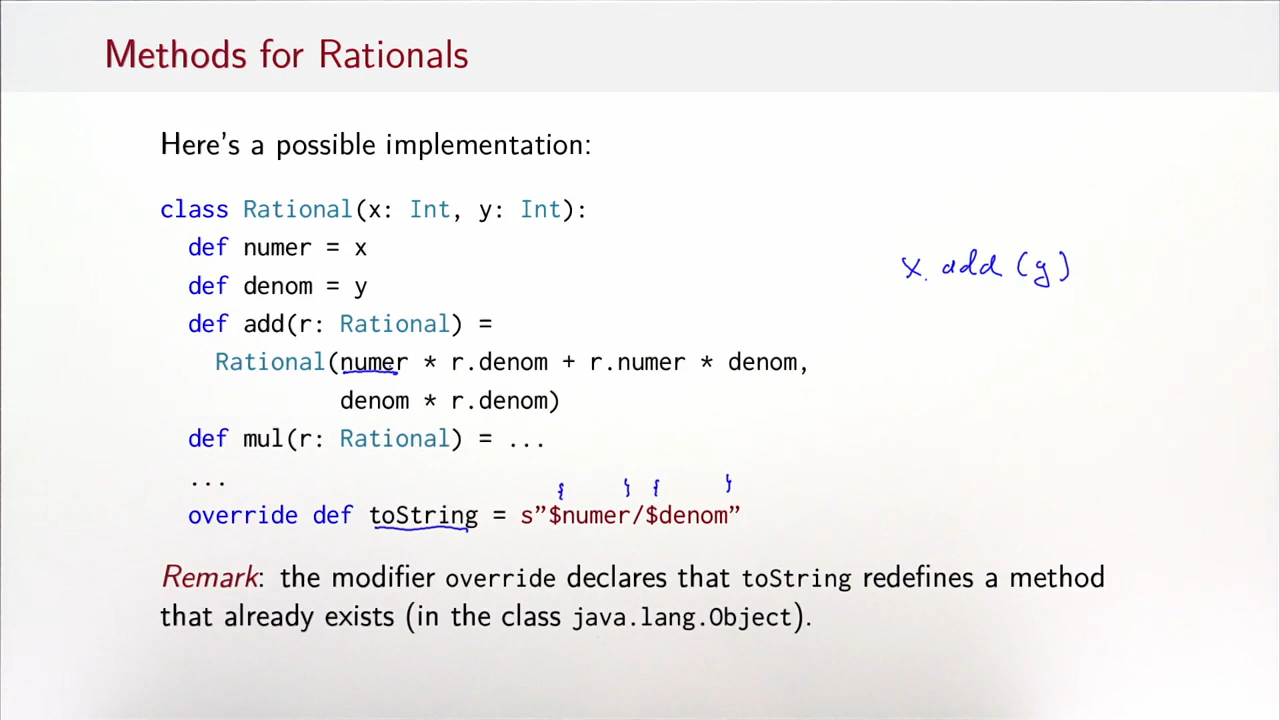 Methods for Rationals
Here's a possible implementation:
class Rational(x: Int, y: Int):
def numer = x
def denom = y
x. add (y)
def add(r: Rational) =
Rational(numer * r.denom + r.numer * denom,
denom * r.denom)
def mul(r: Rational) = ...
...
{ } { }
override def toString = s”$numer/$denom”
Remark: the modifier override declares that toString redefines a method
that already exists (in the class java.lang.Object).